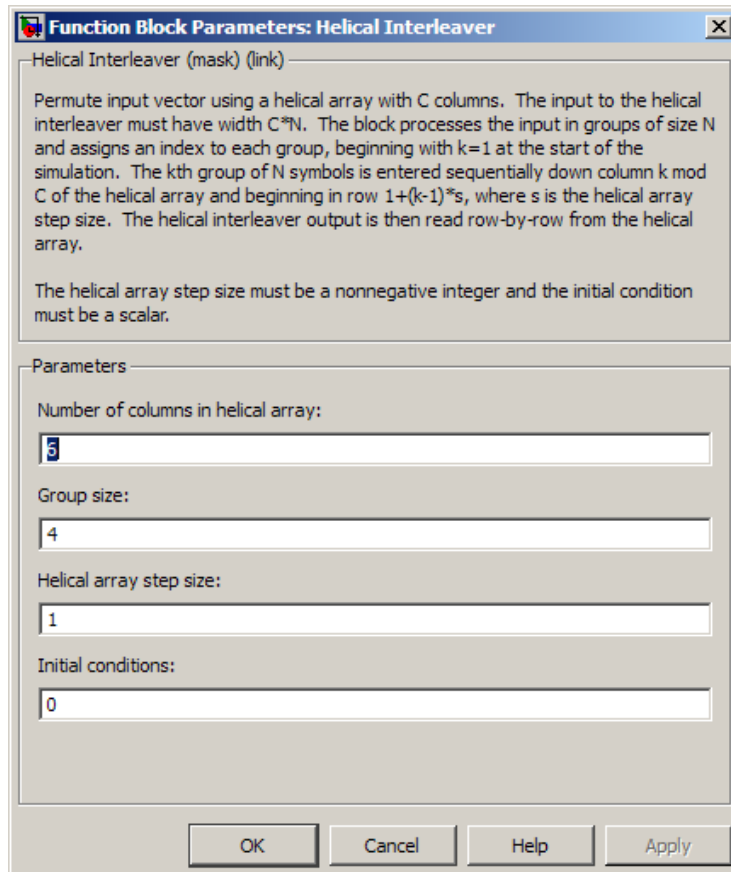 Function Block Parameters: Helical Interleaver
Helical Interleaver (mask) (link)
Permute input vector using a helical array with C columns.  The input to the helical
interleaver must have width C*N.  The block processes the input in groups of size N
and assigns an index to each group, beginning with k=1 at the start of the
simulation.  The kth group of N symbols is entered sequentially down column k mod
C of the helical array and beginning in row 1+(k-1)*s, where s is the helical array
step size.  The helical interleaver output is then read row-by-row from the helical
array.
The helical array step size must be a nonnegative integer and the initial condition
must be a scalar.
Parameters
Number of columns in helical array:
6
Group size:
4
Helical array step size:
1
Initial conditions:
0
OK Cancel Help Apply